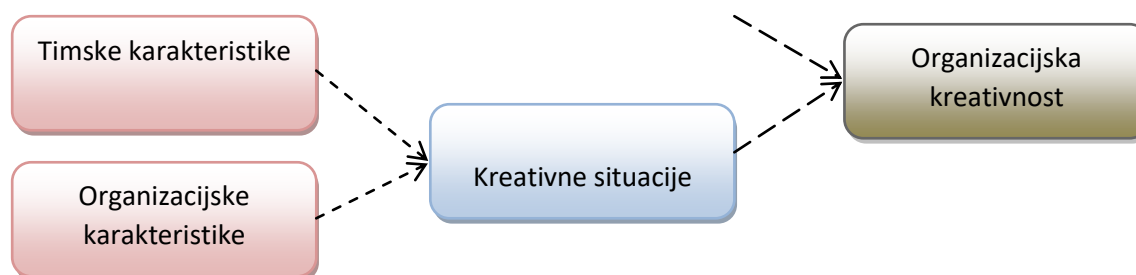 Timske karakteristike
Organizacijske
karakteristike
Kreativne situacije
Organizacijska
kreativnost